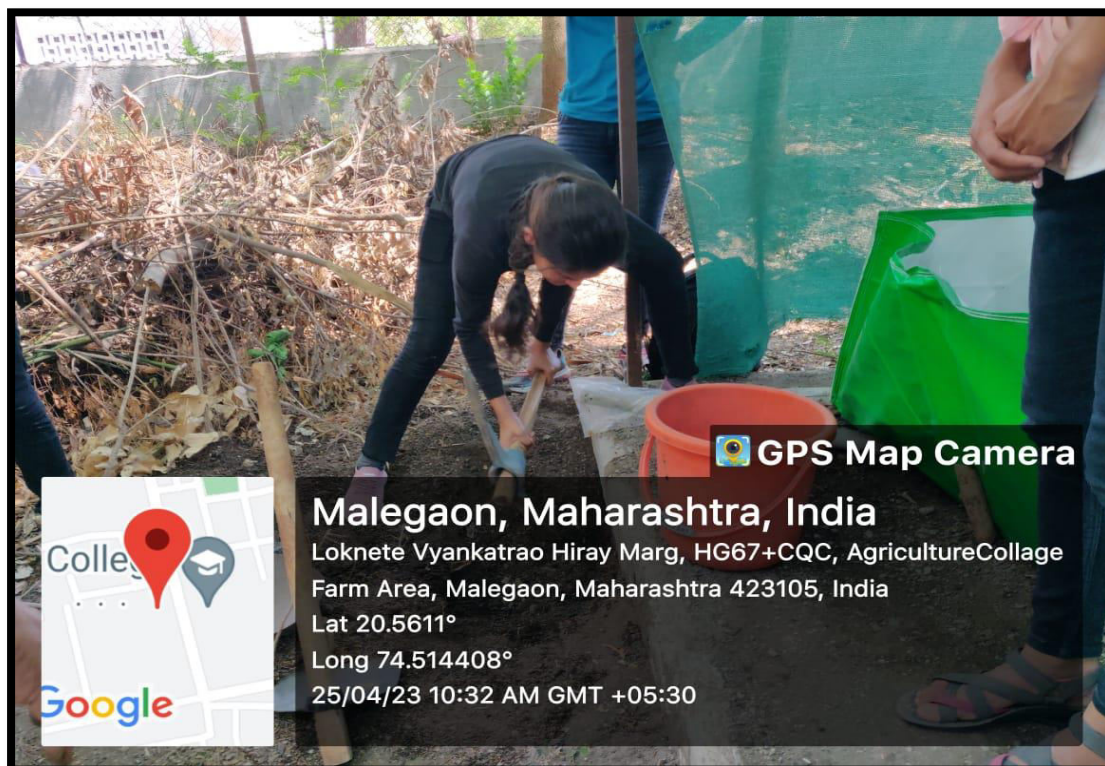 GPS Map Camera
Malegaon, Maharashtra, India
Loknete Vyankatrao Hiray Marg, HG67+CQC, AgricultureCollage
Farm Area, Malegaon, Maharashtra 423105, India
Lat 20.5611°
Long 74.514408°
25/04/23 10:32 AM GMT +05:30
Colleg
Google